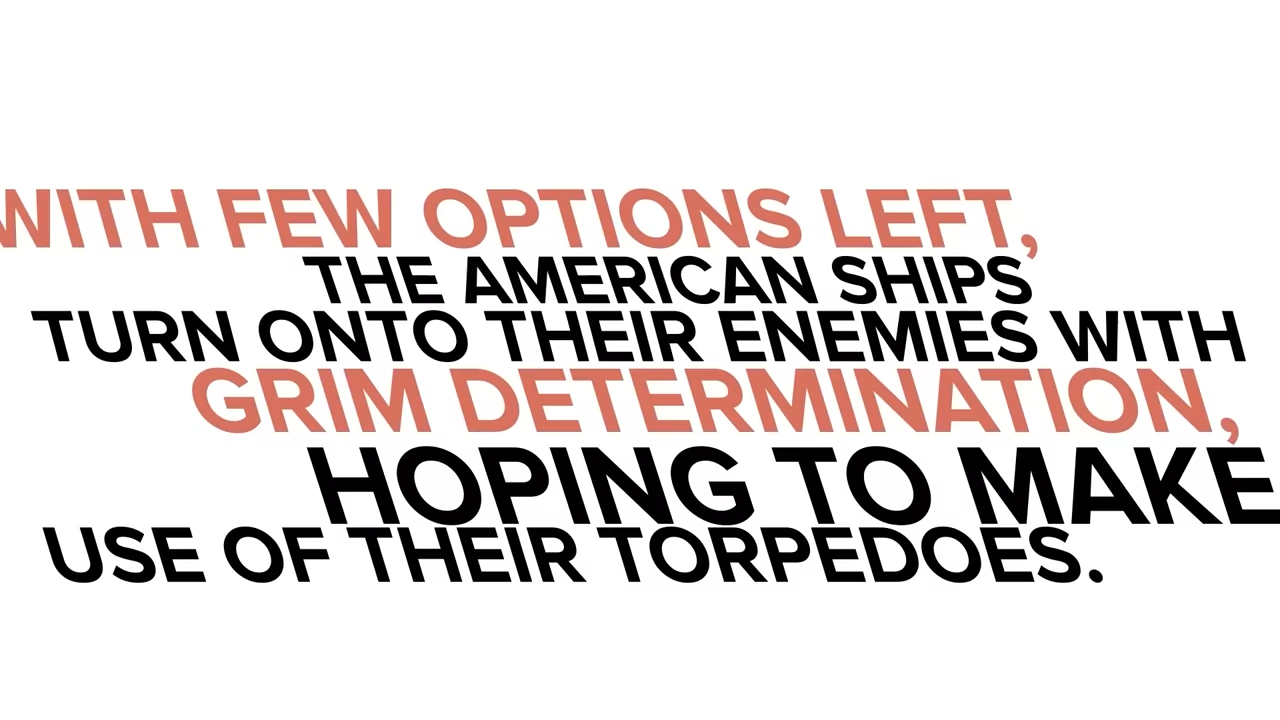 WITH FEW OPTIONS LEFT,
THE AMERICAN SHIPS
TURN ONTO THEIR ENEMIES WITH
GRIM DETERMINATION,
HOPING TO MAKE
USE OF THEIR TORPEDOES.